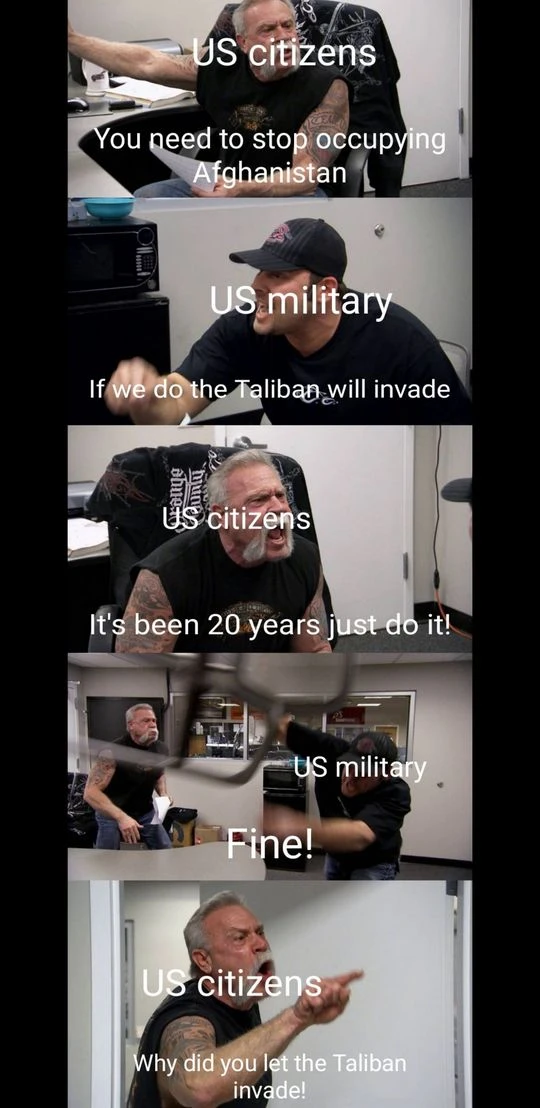 US citizens
You need to stop occupying
Afghanistan
US military
If we do the Taliban will invade
Orange
County
US citizens
It's been 20 years just do it!
US military
Fine!
US citizens
Why did you let the Taliban
invade!